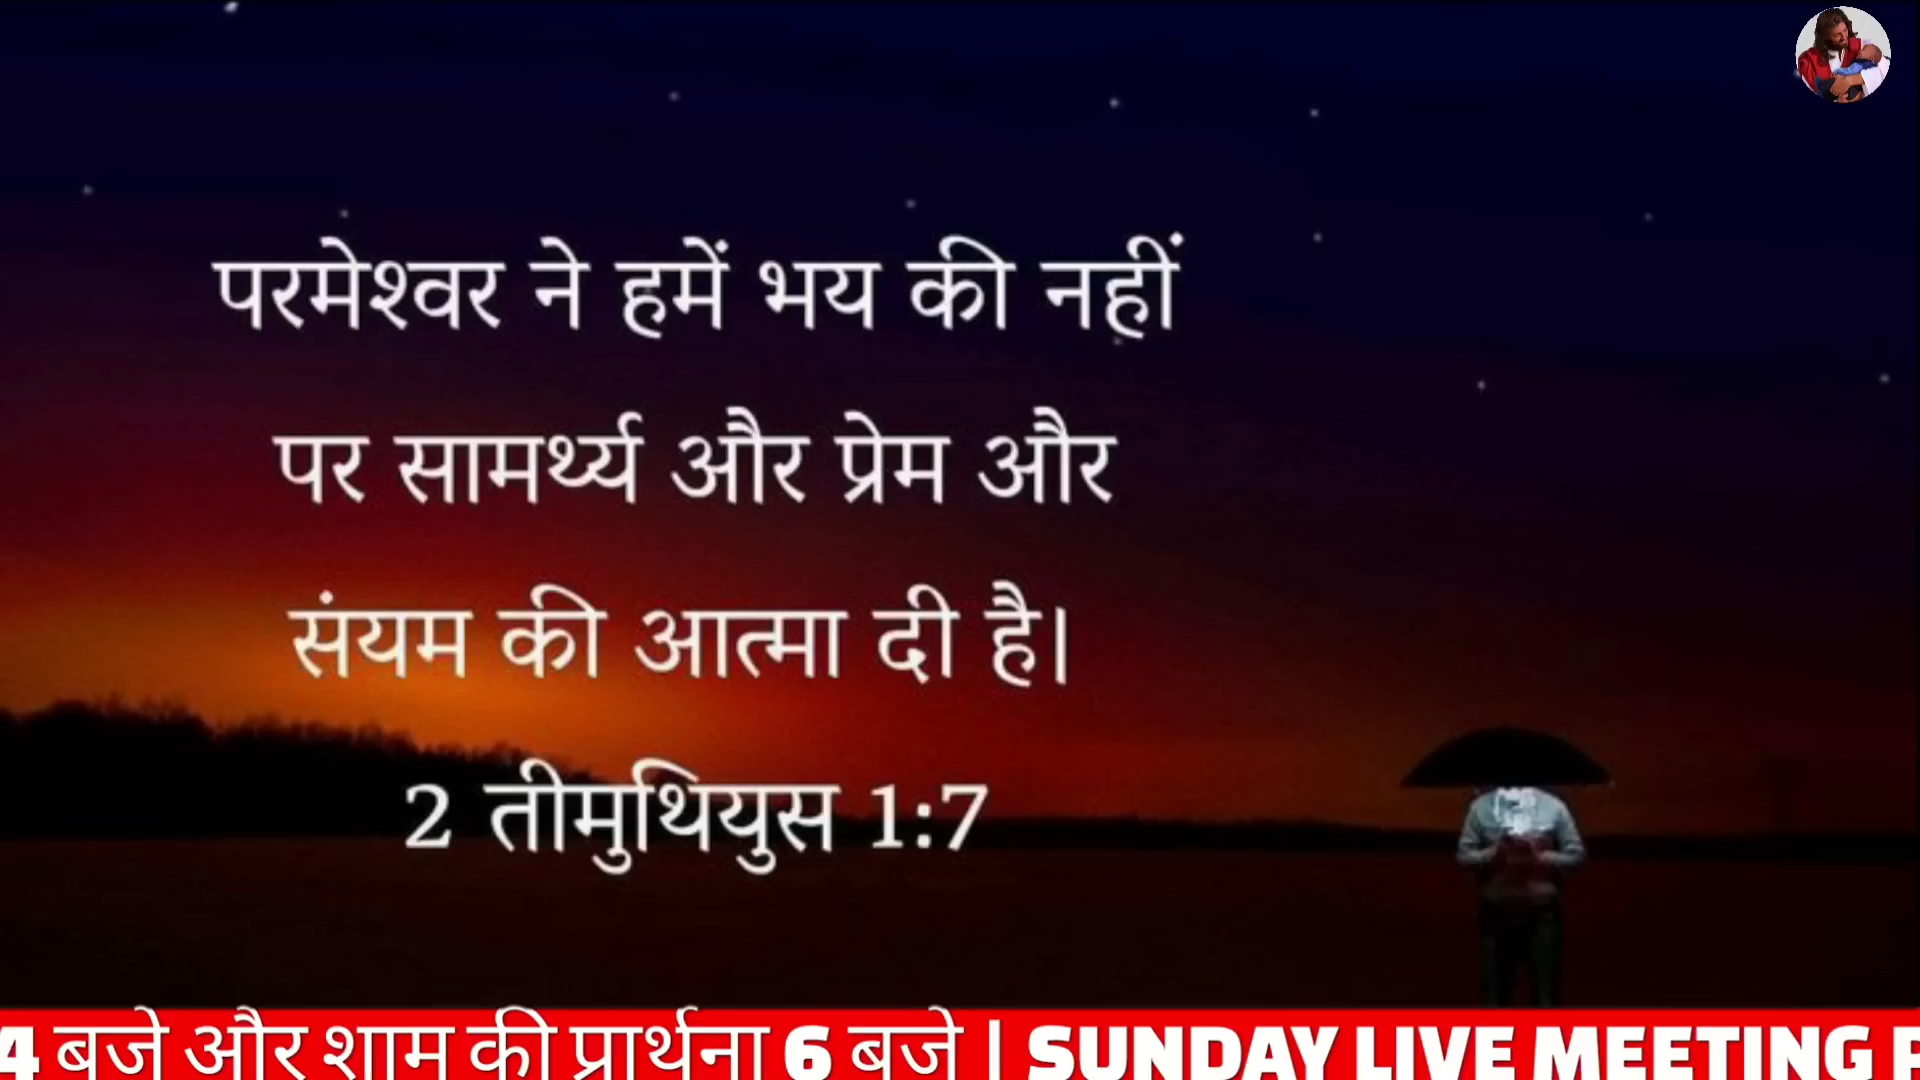 परमेश्वर ने हमें भय की नहीं
पर सामर्थ्य और प्रेम और
संयम की आत्मा दी है।
2 तीमुथियुस 1:7
4 बजे और शाम की प्रार्थना 6 बजे | SUNDAY LIVE MEETING